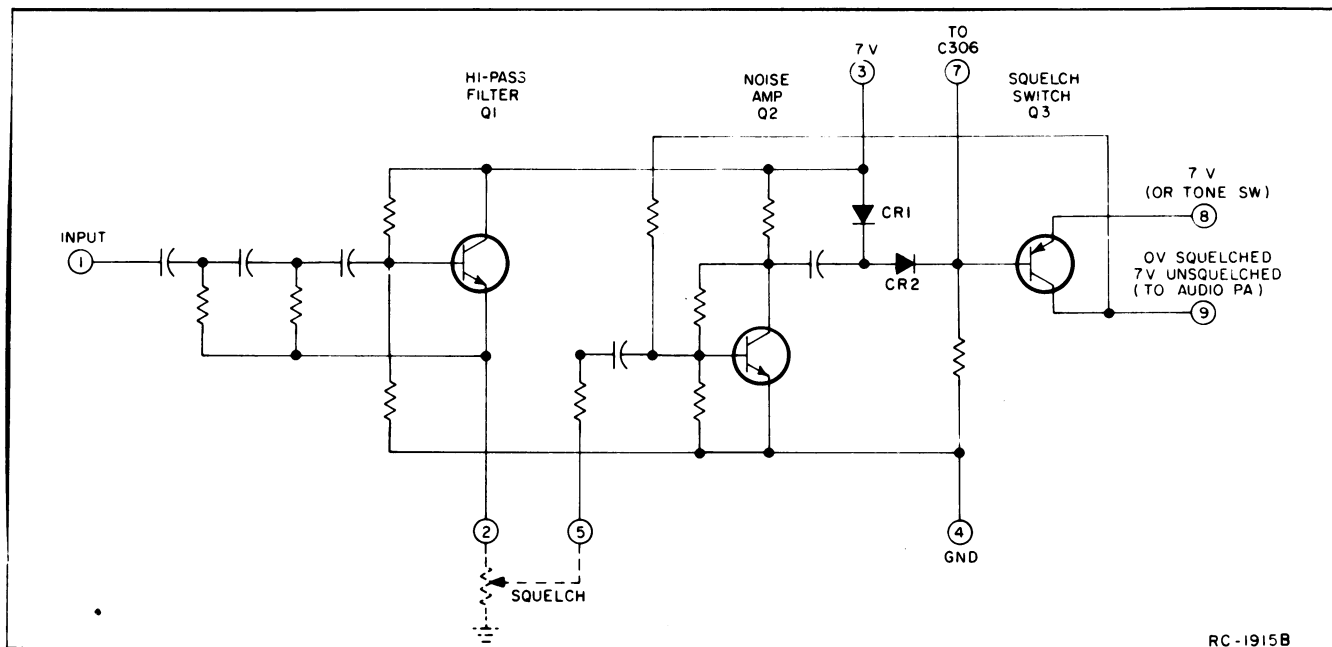 HI-PASS
FILTER
Q1
NOISE
AMP
Q2
7V
3
TO
C306
7
SQUELCH
SWITCH
Q3
7 V
(OR TONE SW)
8
INPUT
1
CR1
CR2
0V SQUELCHED
7V UNSQUELCHED
(TO AUDIO PA)
9
2
5
4
GND
SQUELCH
RC-1915B